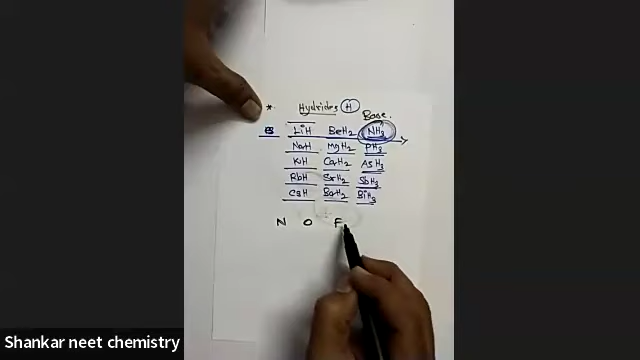 * Hydrides H
Base.
LiH BeH2 NH3
NaH MgH2 PH3
KH CaH2 AsH3
RbH SrH2 SbH3
CsH BaH2 BiH3
N O F
Shankar neet chemistry